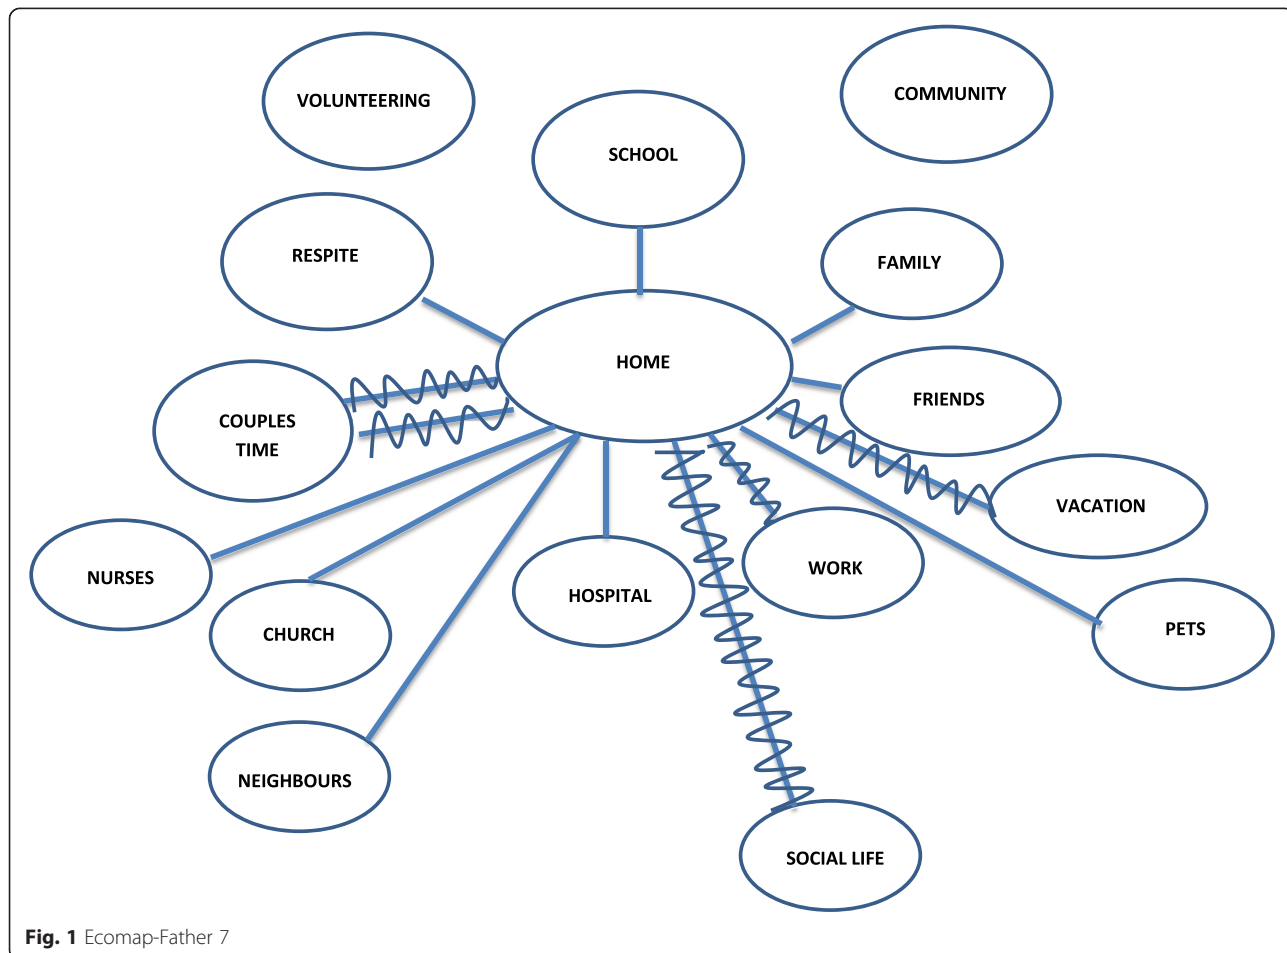 VOLUNTEERING
COMMUNITY
SCHOOL
RESPITE
FAMILY
HOME
FRIENDS
COUPLES
TIME
VACATION
NURSES
HOSPITAL
WORK
CHURCH
PETS
NEIGHBOURS
SOCIAL LIFE
Fig. 1 Ecomap-Father 7